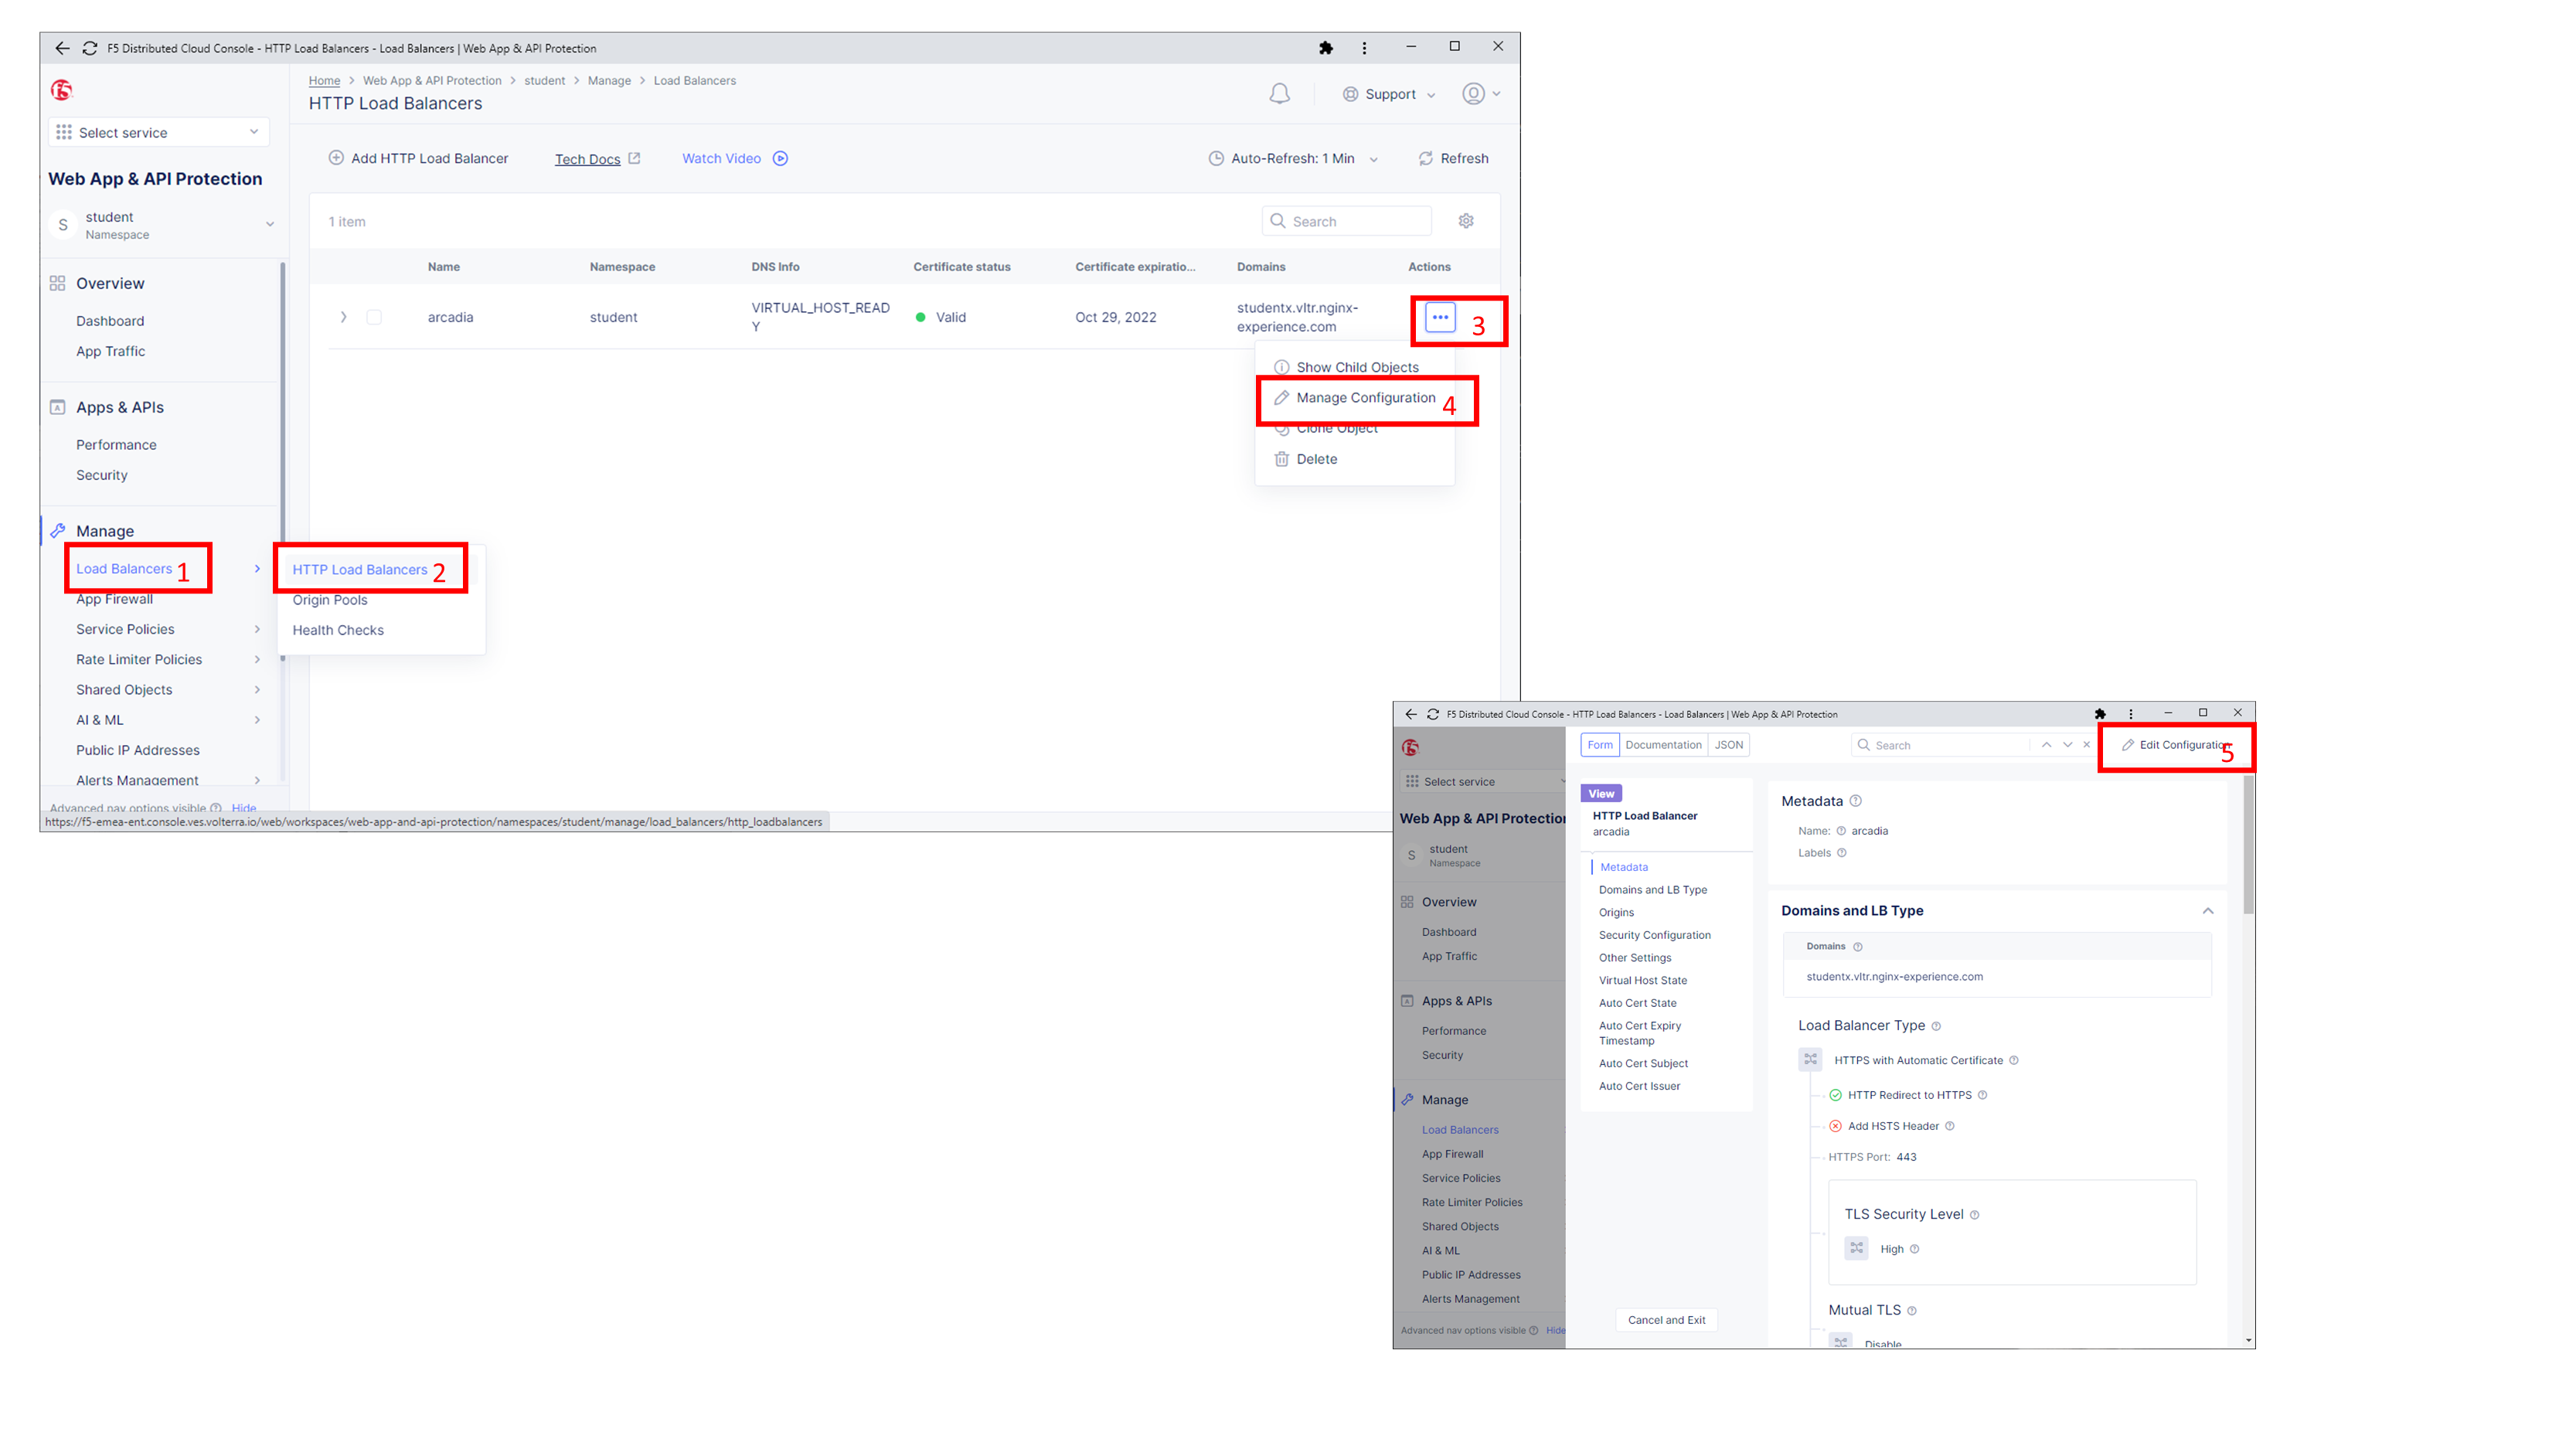 F5 Distributed Cloud Console - HTTP Load Balancers - Load Balancers | Web App & API Protection
Home > Web App & API Protection > student > Manage > Load Balancers
HTTP Load Balancers
Support
Select service
Add HTTP Load Balancer
Tech Docs
Watch Video
Auto-Refresh: 1 Min
Refresh
Web App & API Protection
S
student
Namespace
1 item
Search
Name
Namespace
DNS Info
Certificate status
Certificate expiratio...
Domains
Actions
arcadia
student
VIRTUAL_HOST_READ
Y
Valid
Oct 29, 2022
studentx.vltr.nginx-
experience.com
3
Show Child Objects
Manage Configuration
4
Clone Object
Delete
Overview
Dashboard
App Traffic
Apps & APIs
Performance
Security
Manage
Load Balancers
1
HTTP Load Balancers
2
Origin Pools
Health Checks
App Firewall
Service Policies
Rate Limiter Policies
Shared Objects
AI & ML
Public IP Addresses
Alerts Management
Advanced nav options visible
Hide
https://f5-emea-ent.console.ves.volterra.io/web/workspaces/web-app-and-api-protection/namespaces/student/manage/load_balancers/http_loadbalancers
F5 Distributed Cloud Console - HTTP Load Balancers - Load Balancers | Web App & API Protection
Form
Documentation
JSON
Search
Edit Configuration
5
Select service
Web App & API Protection
S
student
Namespace
Overview
Dashboard
App Traffic
Apps & APIs
Performance
Security
Manage
Load Balancers
App Firewall
Service Policies
Rate Limiter Policies
Shared Objects
AI & ML
Public IP Addresses
Alerts Management
Advanced nav options visible
Hide
View
HTTP Load Balancer
arcadia
Metadata
Domains and LB Type
Origins
Security Configuration
Other Settings
Virtual Host State
Auto Cert State
Auto Cert Expiry
Timestamp
Auto Cert Subject
Auto Cert Issuer
Cancel and Exit
Metadata
Name: arcadia
Labels
Domains and LB Type
Domains
studentx.vltr.nginx-experience.com
Load Balancer Type
HTTPS with Automatic Certificate
HTTP Redirect to HTTPS
Add HSTS Header
HTTPS Port: 443
TLS Security Level
High
Mutual TLS
Disable